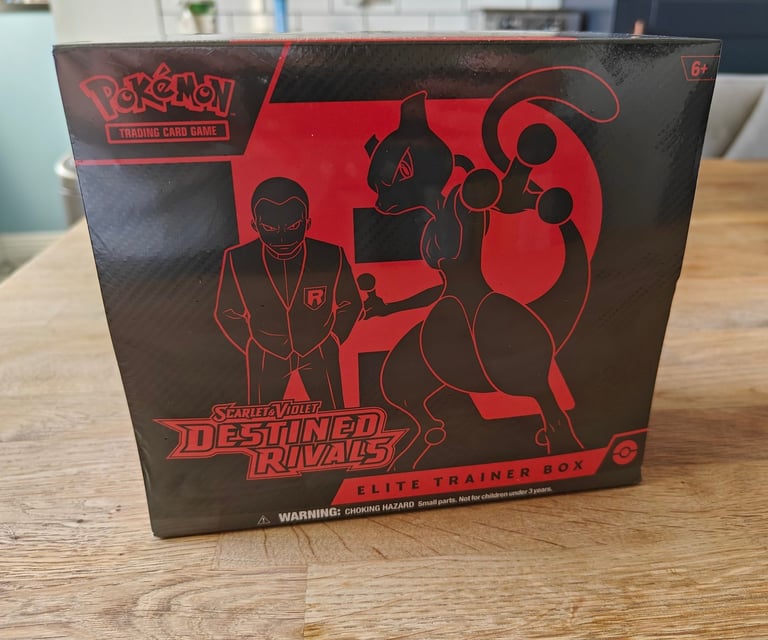 POKéMON
TRADING CARD GAME
6+
R
SCARLET & VIOLET
DESTINED
RIVALS
ELITE TRAINER BOX
WARNING: CHOKING HAZARD Small parts. Not for children under 3 years.